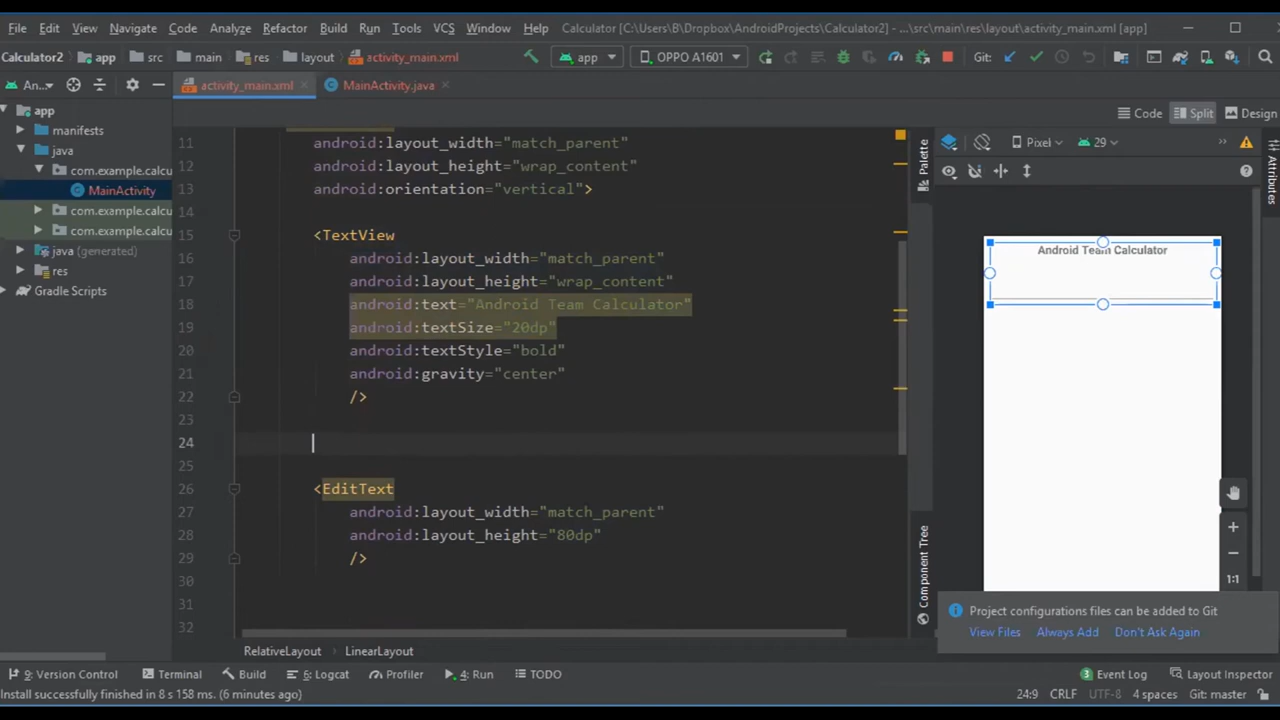 File Edit View Navigate Code Analyze Refactor Build Run Tools VCS Window Help Calculator [C:\Users\B\Dropbox\AndroidProjects\Calculator2] - ...\src\main\res\layout\activity_main.xml [app]
Calculator2 app src main res layout activity_main.xml app OPPO A1601 Git:
An... activity_main.xml MainActivity.java
app
Code Split Design
manifests
java
com.example.calcu
MainActivity
com.example.calcu
com.example.calcu
java (generated)
res
Gradle Scripts
11 android:layout_width="match_parent"
12 android:layout_height="wrap_content"
13 android:orientation="vertical">
14
15 <TextView
16 android:layout_width="match_parent"
17 android:layout_height="wrap_content"
18 android:text="Android Team Calculator"
19 android:textSize="20dp"
20 android:textStyle="bold"
21 android:gravity="center"
22 />
23
24
25
26 <EditText
27 android:layout_width="match_parent"
28 android:layout_height="80dp"
29 />
30
31
32
Palette
Component Tree
Pixel 29
Attributes
Android Team Calculator
1:1
Project configurations files can be added to Git
View Files Always Add Don't Ask Again
RelativeLayout LinearLayout
9: Version Control Terminal Build 6: Logcat Profiler 4: Run TODO 3 Event Log Layout Inspector
Install successfully finished in 8 s 158 ms. (6 minutes ago) 24:9 CRLF UTF-8 4 spaces Git: master